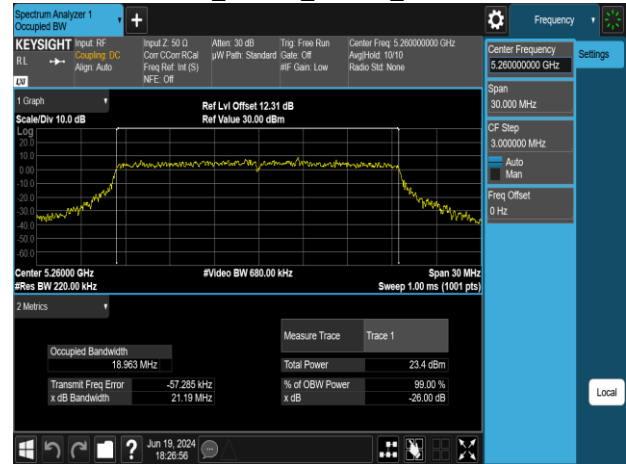 Spectrum Analyzer 1
Occupied BW
Frequency
KEYSIGHT Input: RF Input Z: 50 Ω Atten: 30 dB Trig: Free Run Center Freq: 5.260000000 GHz
RL Coupling: DC Corr CCorr RCal µW Path: Standard Gate: Off Avg|Hold: 10/10
Align: Auto Freq Ref: Int (S) #IF Gain: Low Radio Std: None
LXI NFE: Off
Center Frequency
5.260000000 GHz
Settings
Span
30.000 MHz
CF Step
3.000000 MHz
Auto
Man
Freq Offset
0 Hz
Local
1 Graph
Ref Lvl Offset 12.31 dB
Scale/Div 10.0 dB Ref Value 30.00 dBm
Log
20.0
10.0
0.00
-10.0
-20.0
-30.0
-40.0
-50.0
-60.0
Center 5.26000 GHz #Video BW 680.00 kHz Span 30 MHz
#Res BW 220.00 kHz Sweep 1.00 ms (1001 pts)
2 Metrics
Measure Trace Trace 1
Occupied Bandwidth
18.963 MHz Total Power 23.4 dBm
Transmit Freq Error -57.285 kHz % of OBW Power 99.00 %
x dB Bandwidth 21.19 MHz x dB -26.00 dB
? Jun 19, 2024
18:26:56